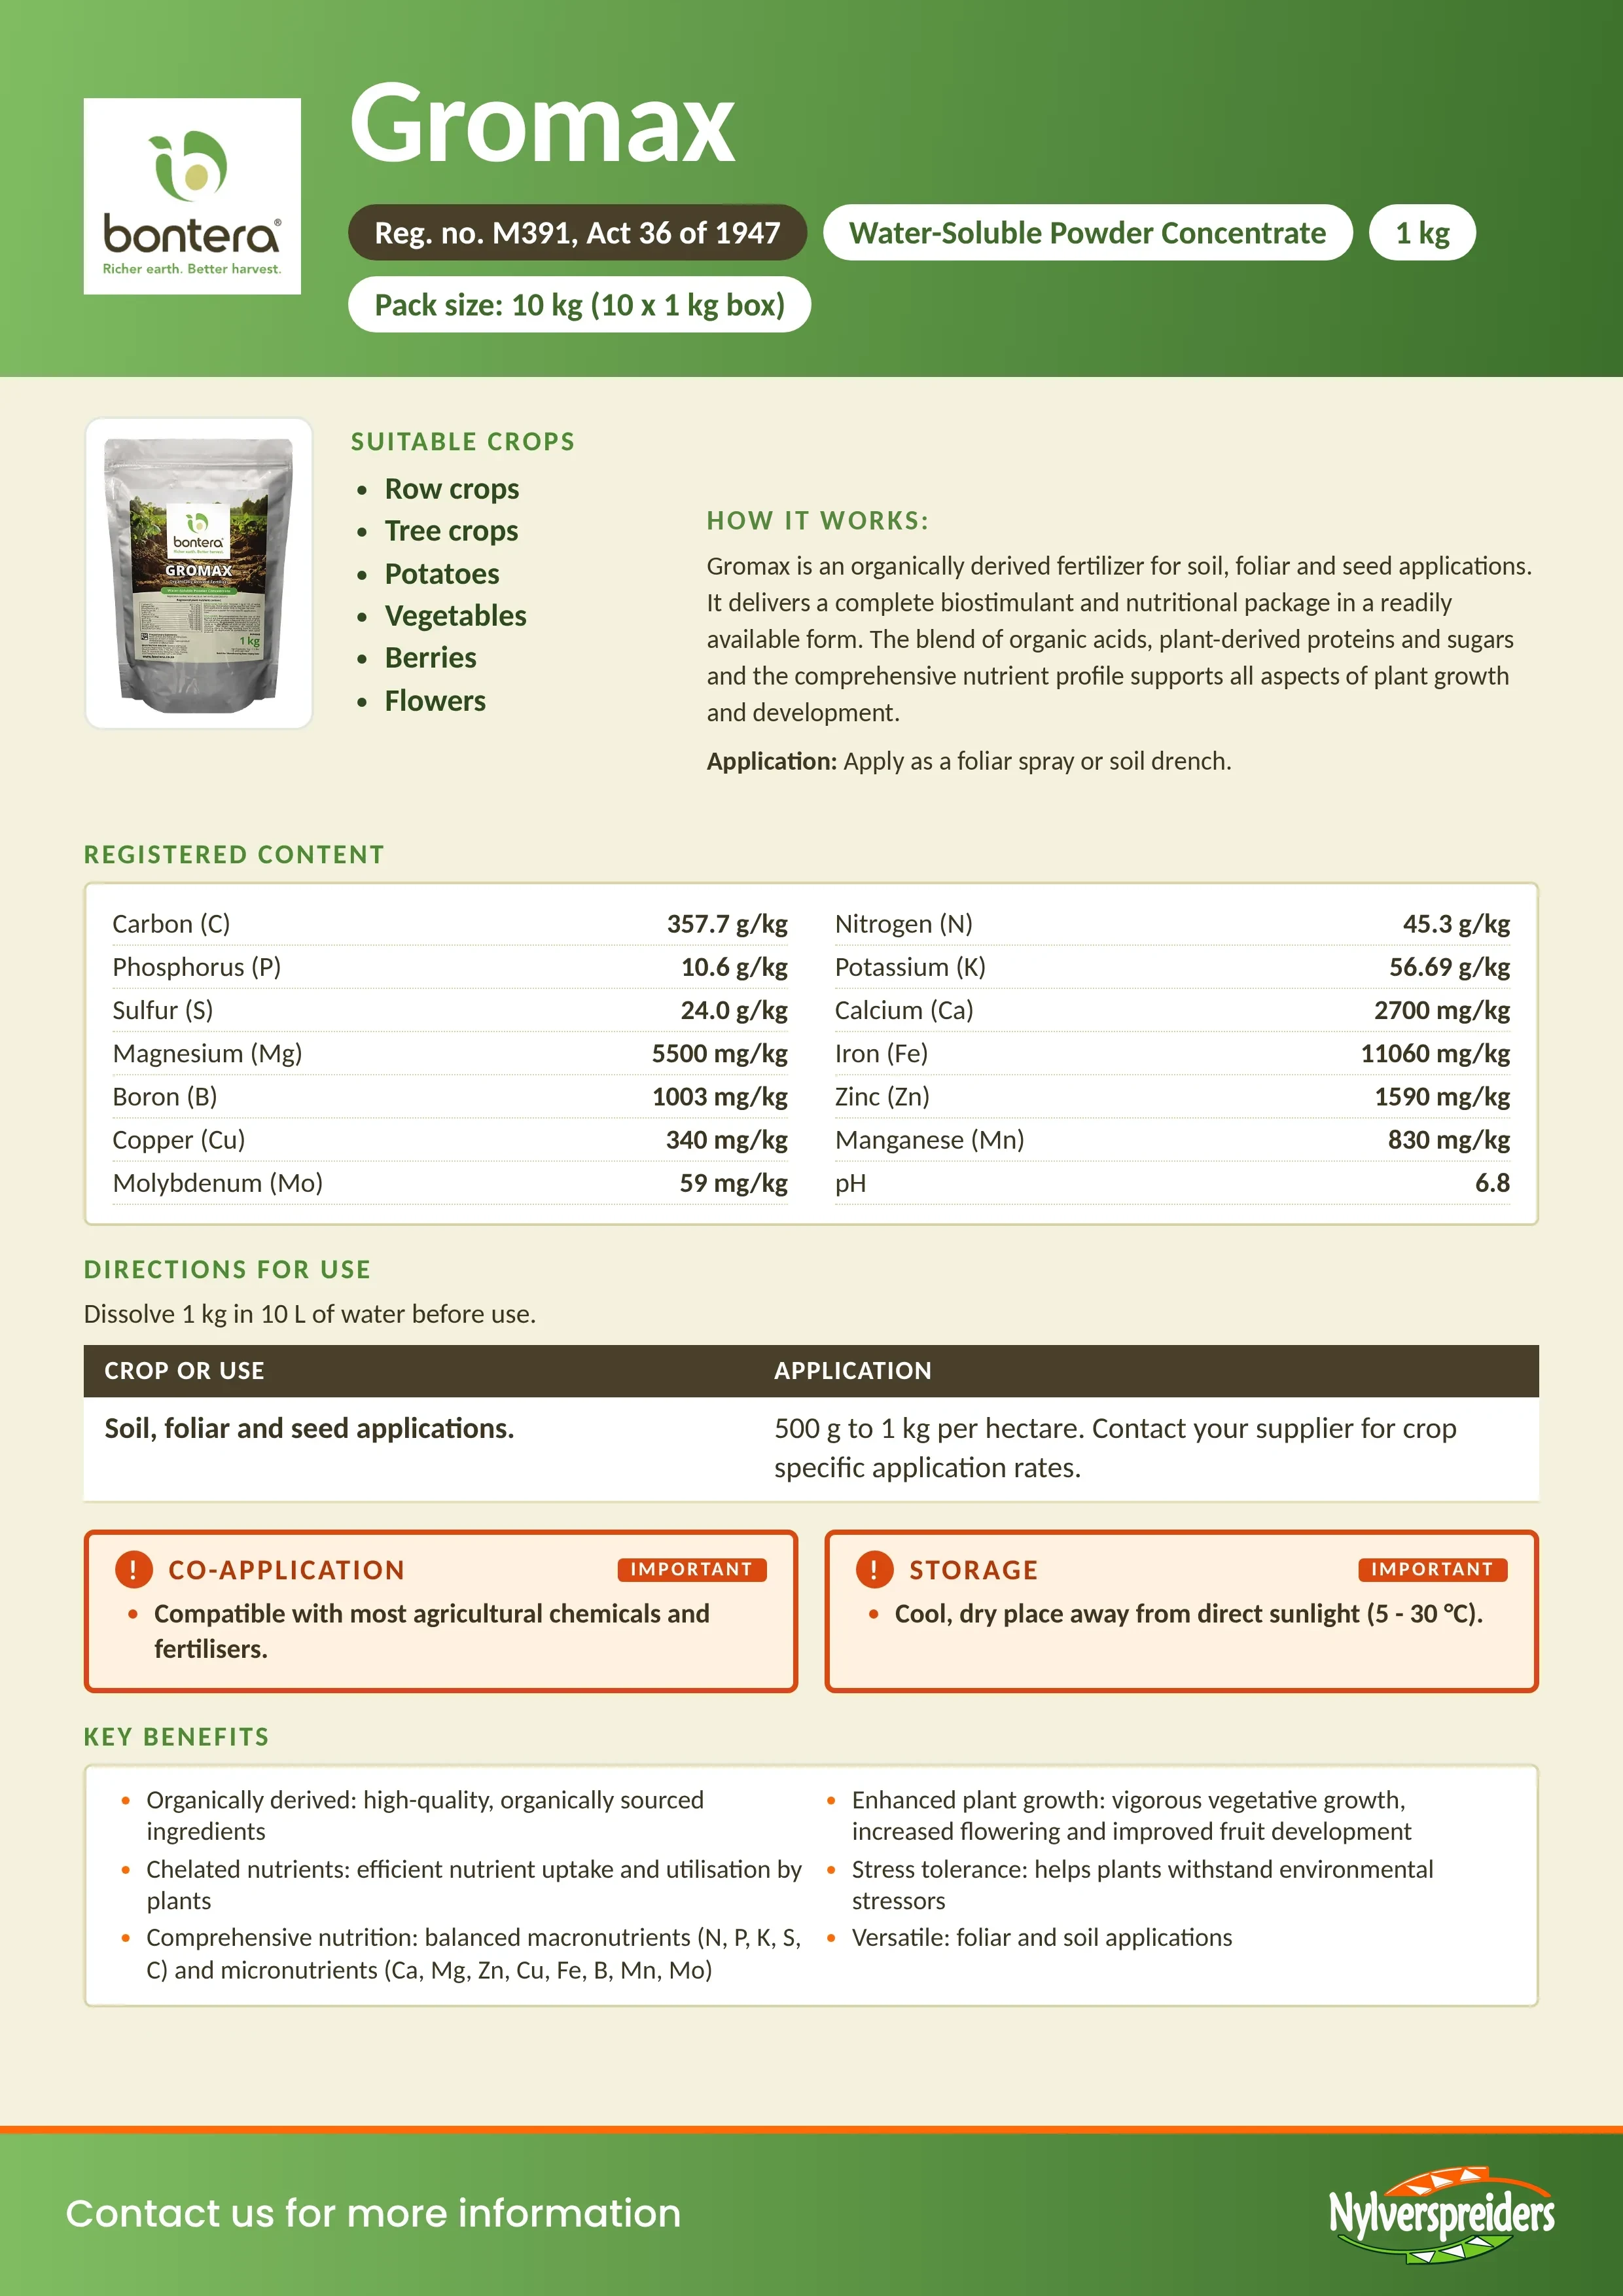 Gromax
bontera®
Richer earth. Better harvest.
Reg. no. M391, Act 36 of 1947
Water-Soluble Powder Concentrate
1 kg
Pack size: 10 kg (10 x 1 kg box)
bontera
Richer earth. Better harvest.
GROMAX
Water-Soluble Powder Concentrate
1 kg
SUITABLE CROPS
• Row crops
• Tree crops
• Potatoes
• Vegetables
• Berries
• Flowers
HOW IT WORKS:
Gromax is an organically derived fertilizer for soil, foliar and seed applications.
It delivers a complete biostimulant and nutritional package in a readily
available form. The blend of organic acids, plant-derived proteins and sugars
and the comprehensive nutrient profile supports all aspects of plant growth
and development.
Application: Apply as a foliar spray or soil drench.
REGISTERED CONTENT
Carbon (C) 357.7 g/kg Nitrogen (N) 45.3 g/kg
Phosphorus (P) 10.6 g/kg Potassium (K) 56.69 g/kg
Sulfur (S) 24.0 g/kg Calcium (Ca) 2700 mg/kg
Magnesium (Mg) 5500 mg/kg Iron (Fe) 11060 mg/kg
Boron (B) 1003 mg/kg Zinc (Zn) 1590 mg/kg
Copper (Cu) 340 mg/kg Manganese (Mn) 830 mg/kg
Molybdenum (Mo) 59 mg/kg pH 6.8
DIRECTIONS FOR USE
Dissolve 1 kg in 10 L of water before use.
CROP OR USE APPLICATION
Soil, foliar and seed applications. 500 g to 1 kg per hectare. Contact your supplier for crop
specific application rates.
! CO-APPLICATION IMPORTANT
• Compatible with most agricultural chemicals and
fertilisers.
! STORAGE IMPORTANT
• Cool, dry place away from direct sunlight (5 - 30 °C).
KEY BENEFITS
• Organically derived: high-quality, organically sourced
ingredients
• Chelated nutrients: efficient nutrient uptake and utilisation by
plants
• Comprehensive nutrition: balanced macronutrients (N, P, K, S,
C) and micronutrients (Ca, Mg, Zn, Cu, Fe, B, Mn, Mo)
• Enhanced plant growth: vigorous vegetative growth,
increased flowering and improved fruit development
• Stress tolerance: helps plants withstand environmental
stressors
• Versatile: foliar and soil applications
Contact us for more information
Nylverspreiders